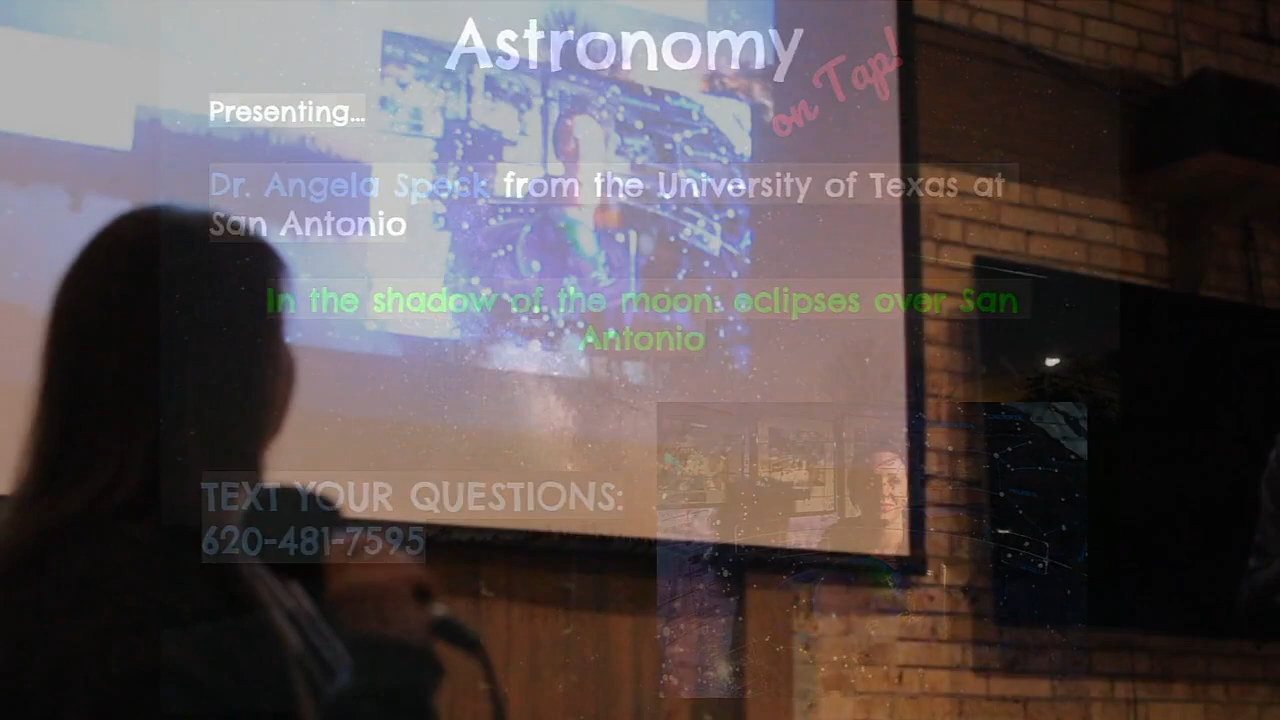 Astronomy
on Tap!
Presenting...
Dr. Angela Speck from the University of Texas at
San Antonio
In the shadow of the moon: eclipses over San
Antonio
TEXT YOUR QUESTIONS:
620-481-7595